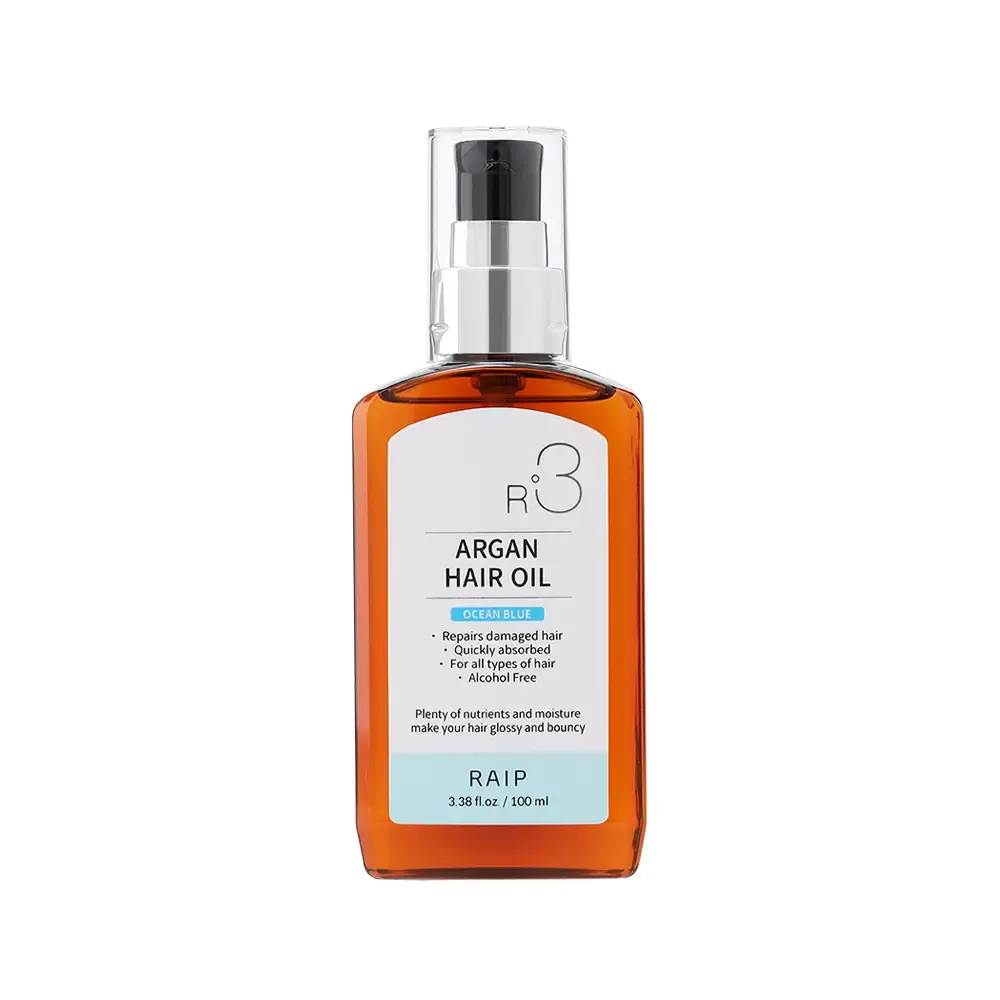 R3
ARGAN
HAIR OIL
OCEAN BLUE
· Repairs damaged hair
· Quickly absorbed
· For all types of hair
· Alcohol Free
Plenty of nutrients and moisture
make your hair glossy and bouncy
RAIP
3.38 fl.oz. / 100 ml